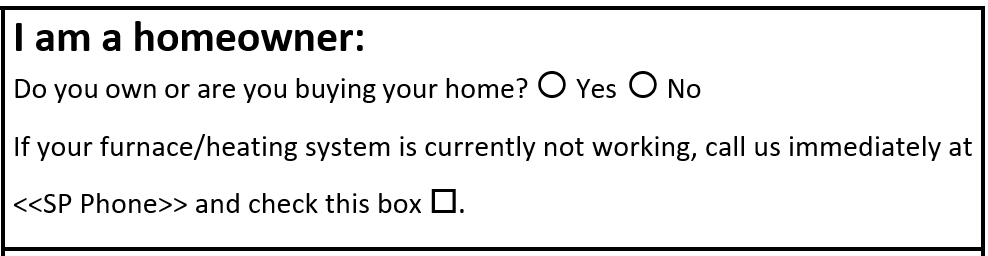 I am a homeowner:
Do you own or are you buying your home? ○ Yes ○ No
If your furnace/heating system is currently not working, call us immediately at
<<SP Phone>> and check this box ☐.